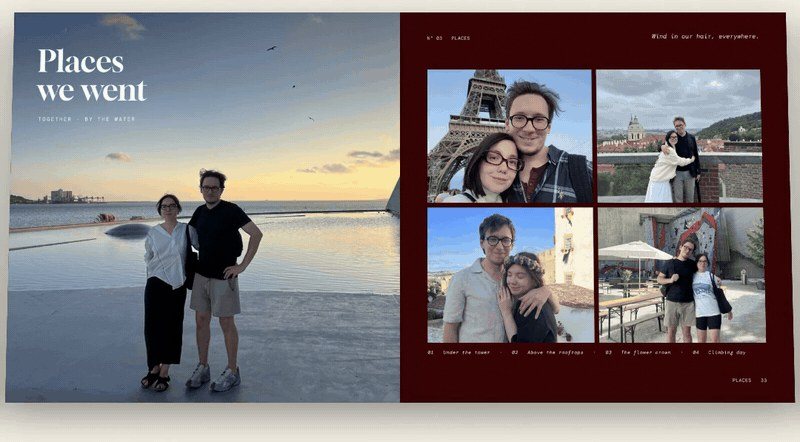 Places
we went
TOGETHER · BY THE WATER
N° 03 PLACES
Wind in our hair, everywhere.
01 Under the tower · 02 Above the rooftops · 03 The flower crown · 04 Climbing day
PLACES 33